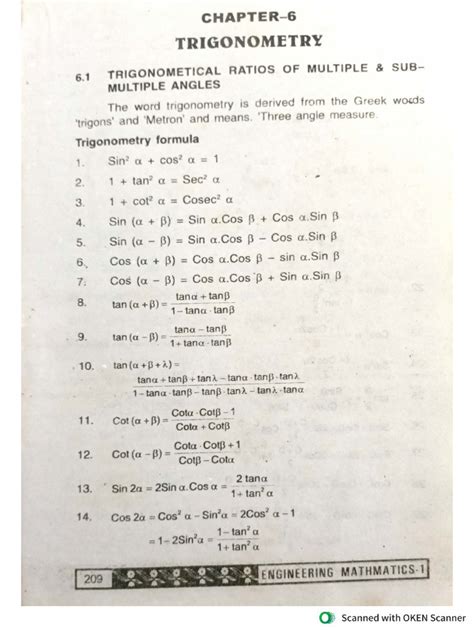 CHAPTER-6
TRIGONOMETRY
6.1 TRIGONOMETICAL RATIOS OF MULTIPLE & SUB-
MULTIPLE ANGLES
The word trigonometry is derived from the Greek words
'trigons' and 'Metron' and means. 'Three angle measure.
Trigonometry formula
1. Sin² α + cos² α = 1
2. 1 + tan² α = Sec² α
3. 1 + cot² α = Cosec² α
4. Sin (α + β) = Sin α.Cos β + Cos α.Sin β
5. Sin (α − β) = Sin α.Cos β − Cos α.Sin β
6. Cos (α + β) = Cos α.Cos β − sin α.Sin β
7. Cos (α − β) = Cos α.Cos β + Sin α.Sin β
8. tan (α+β) = (tanα + tanβ) / (1 − tanα · tanβ)
9. tan (α − β) = (tanα − tanβ) / (1 + tanα · tanβ)
10. tan (α + β + λ) =
tanα + tanβ + tanλ − tanα · tanβ · tanλ
1 − tanα · tanβ − tanβ · tanλ − tanλ · tanα
11. Cot (α + β) = (Cotα · Cotβ − 1) / (Cotα + Cotβ)
12. Cot (α − β) = (Cotα · Cotβ + 1) / (Cotβ − Cotα)
13. Sin 2α = 2Sin α.Cos α = 2 tanα / (1 + tan² α)
14. Cos 2α = Cos² α − Sin²α = 2Cos² α − 1
= 1 − 2Sin²α = (1 − tan² α) / (1 + tan² α)
209 ENGINEERING MATHMATICS-1
Scanned with OKEN Scanner